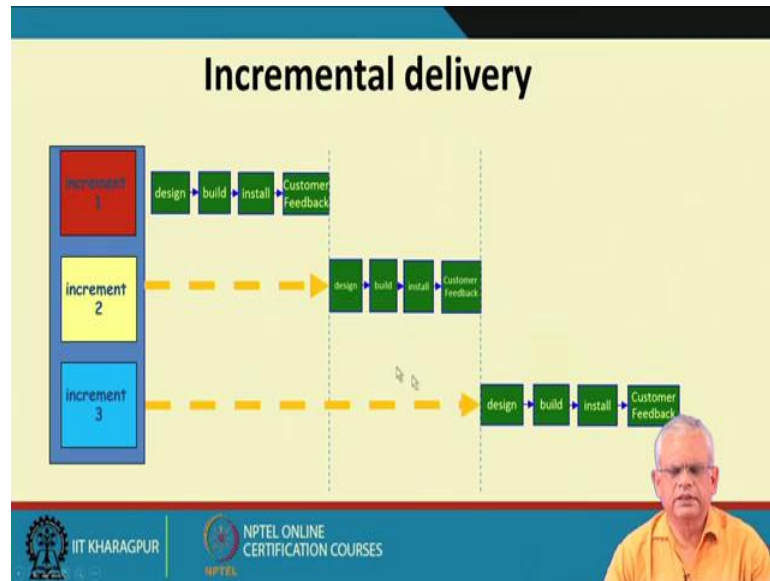 Incremental delivery
increment
1
design
build
install
Customer
Feedback
increment
2
design
build
install
Customer
Feedback
increment
3
design
build
install
Customer
Feedback
IIT KHARAGPUR
NPTEL
NPTEL ONLINE
CERTIFICATION COURSES